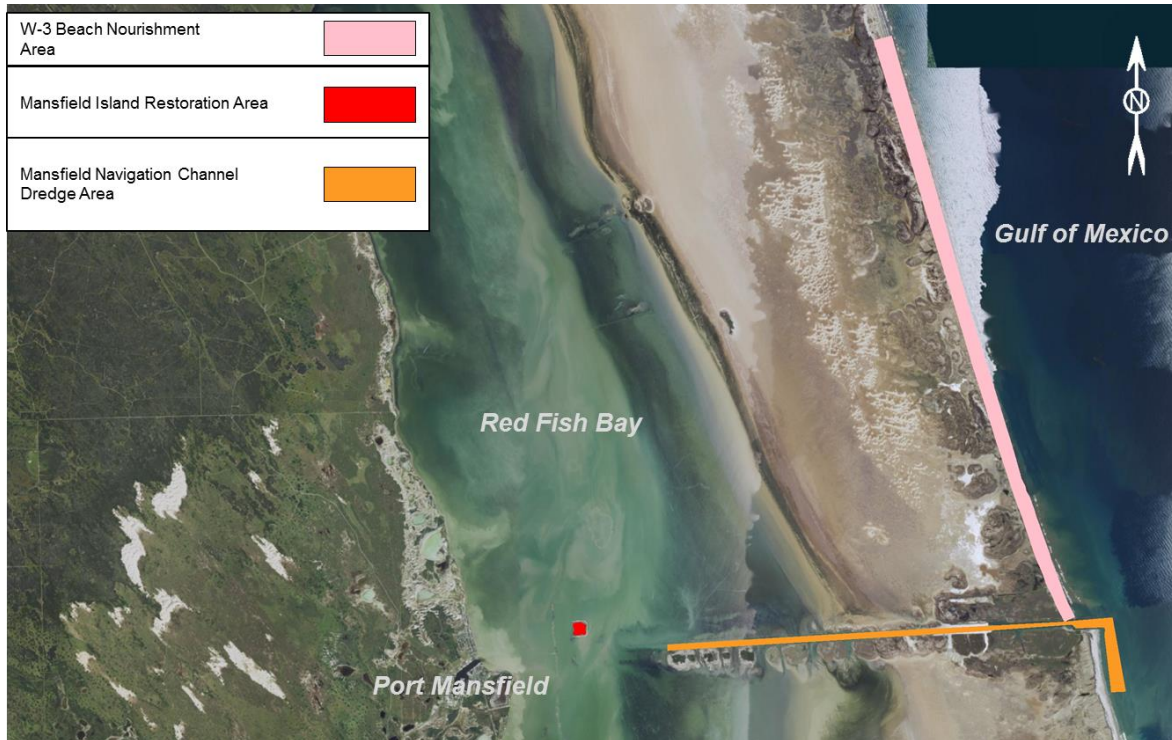 W-3 Beach Nourishment
Area
Mansfield Island Restoration Area
Mansfield Navigation Channel
Dredge Area
N
Gulf of Mexico
Red Fish Bay
Port Mansfield